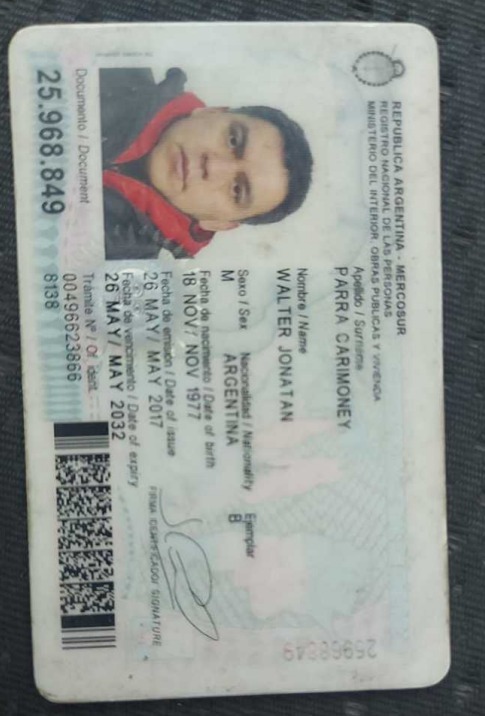 REPUBLICA ARGENTINA - MERCOSUR
REGISTRO NACIONAL DE LAS PERSONAS
MINISTERIO DEL INTERIOR, OBRAS PUBLICAS Y VIVIENDA
Apellido / Surname
PARRA CARIMONEY
Nombre / Name
WALTER JONATAN
Sexo / Sex Nacionalidad / Nationality Ejemplar
M ARGENTINA B
Fecha de nacimiento / Date of birth
18 NOV/ NOV 1977
Fecha de emisión / Date of issue
26 MAY/ MAY 2017
Fecha de vencimiento / Date of expiry
26 MAY/ MAY 2032
FIRMA CERTIFICADO/ SIGNATURE
Documento / Document
25.968.849
Trámite Nº / Of. ident.
00496623866
8138
25968849